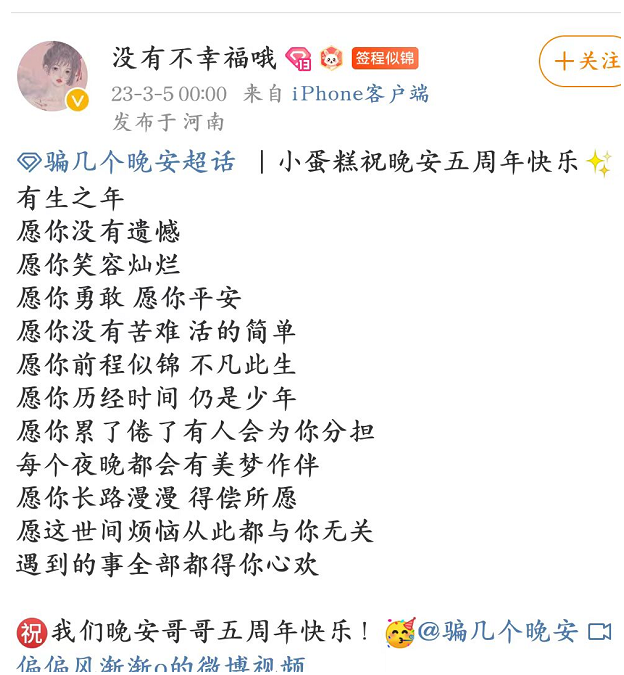 没有不幸福哦 签程似锦
+关注
23-3-5 00:00 来自 iPhone客户端
发布于 河南
骗几个晚安超话 | 小蛋糕祝晚安五周年快乐✨
有生之年
愿你没有遗憾
愿你笑容灿烂
愿你勇敢 愿你平安
愿你没有苦难 活的简单
愿你前程似锦 不凡此生
愿你历经时间 仍是少年
愿你累了倦了有人会为你分担
每个夜晚都会有美梦作伴
愿你长路漫漫 得偿所愿
愿这世间烦恼从此都与你无关
遇到的事全部都得你心欢
祝我们晚安哥哥五周年快乐！🥳@骗几个晚安
偏偏风渐渐o的微博视频